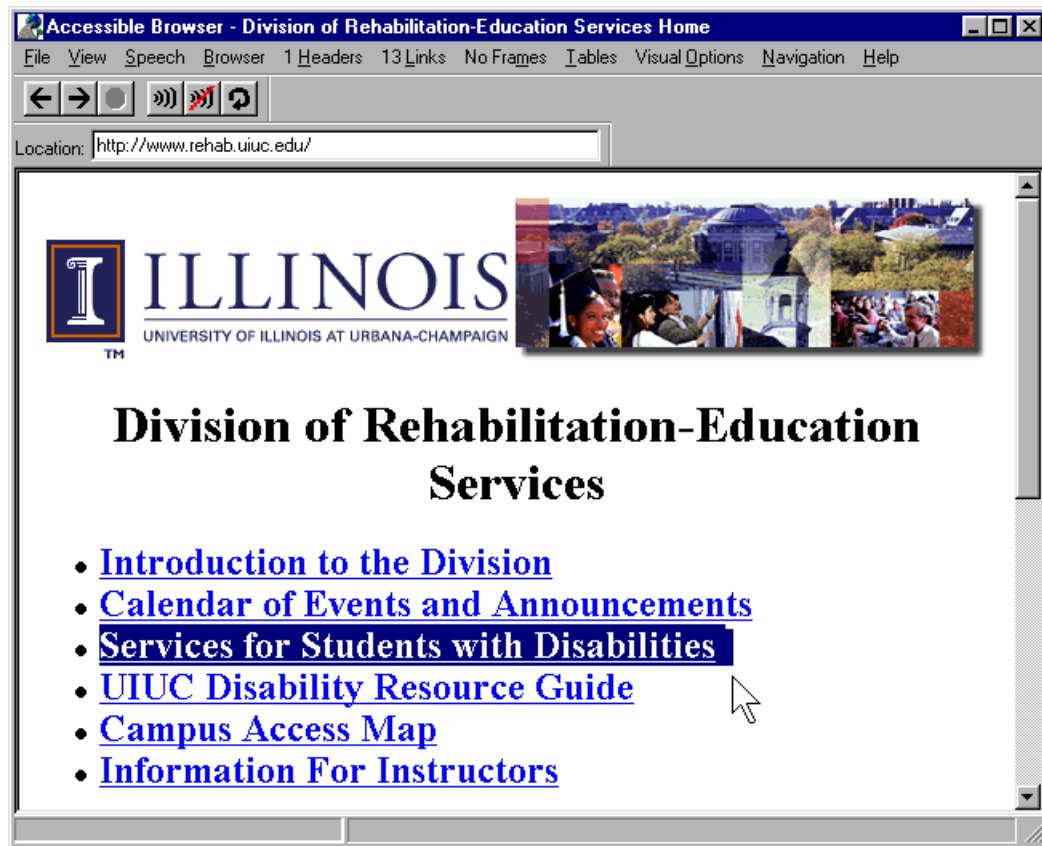 Accessible Browser - Division of Rehabilitation-Education Services Home
File View Speech Browser 1 Headers 13 Links No Frames Tables Visual Options Navigation Help
Location: http://www.rehab.uiuc.edu/
I
ILLINOIS
UNIVERSITY OF ILLINOIS AT URBANA-CHAMPAIGN
TM
Division of Rehabilitation-Education
Services
• Introduction to the Division
• Calendar of Events and Announcements
• Services for Students with Disabilities
• UIUC Disability Resource Guide
• Campus Access Map
• Information For Instructors